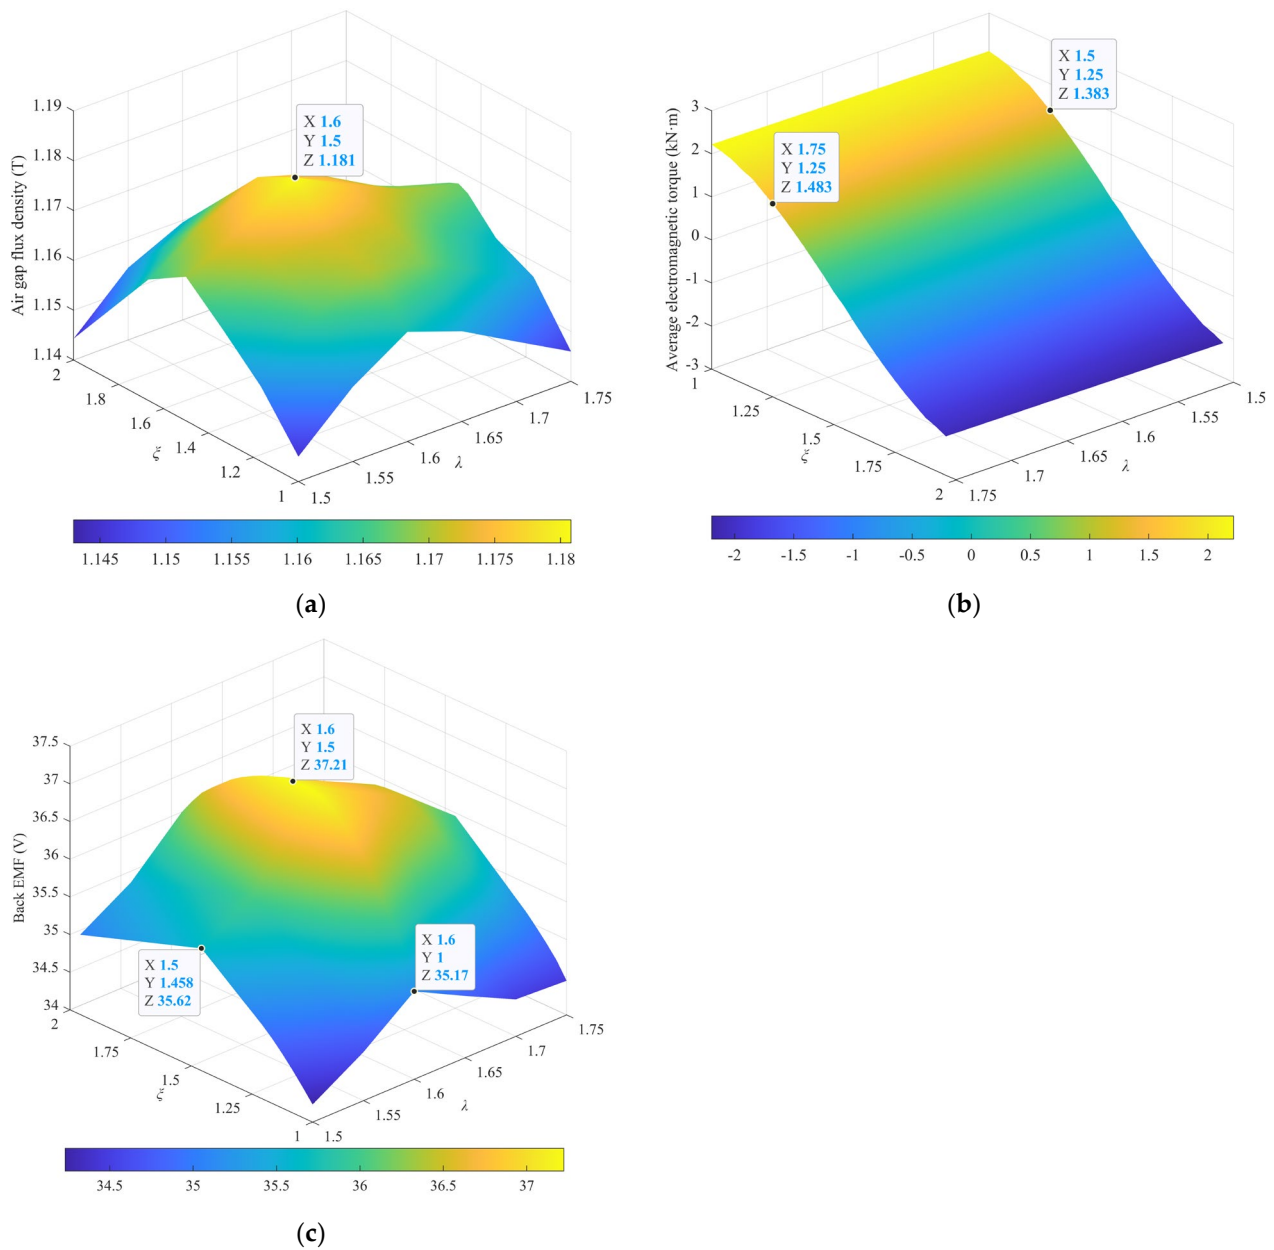 X 1.6
Y 1.5
Z 1.181
Air gap flux density (T)
1.19
1.18
1.17
1.16
1.15
1.14
2
1.8
1.6
1.4
1.2
1
ξ
1.5
1.55
1.6
1.65
1.7
1.75
λ
1.145 1.15 1.155 1.16 1.165 1.17 1.175 1.18
(a)
X 1.5
Y 1.25
Z 1.383
X 1.75
Y 1.25
Z 1.483
Average electromagnetic torque (kN·m)
3
2
1
0
-1
-2
-3
1
1.25
1.5
1.75
2
ξ
1.75
1.7
1.65
1.6
1.55
1.5
λ
-2 -1.5 -1 -0.5 0 0.5 1 1.5 2
(b)
X 1.6
Y 1.5
Z 37.21
X 1.5
Y 1.458
Z 35.62
X 1.6
Y 1
Z 35.17
Back EMF (V)
37.5
37
36.5
36
35.5
35
34.5
34
2
1.75
1.5
1.25
1
ξ
1.5
1.55
1.6
1.65
1.7
1.75
λ
34.5 35 35.5 36 36.5 37
(c)